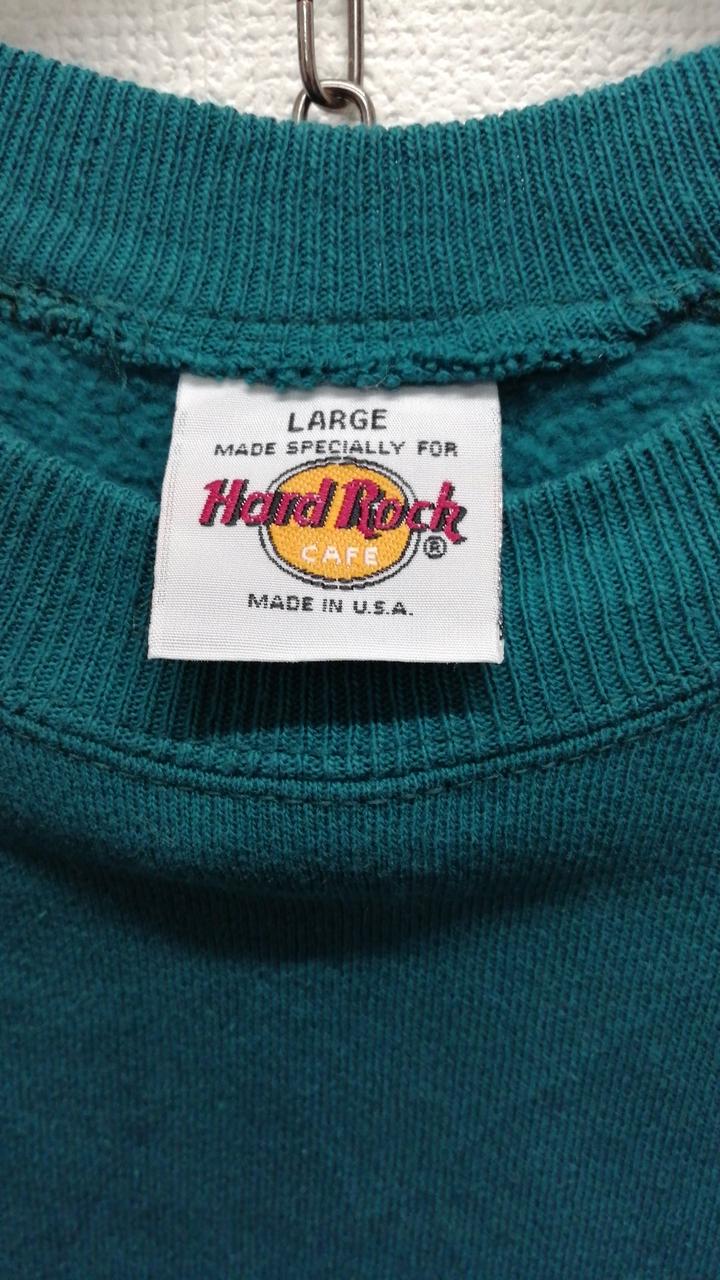 LARGE
MADE SPECIALLY FOR
Hard Rock
CAFE ®
MADE IN U.S.A.